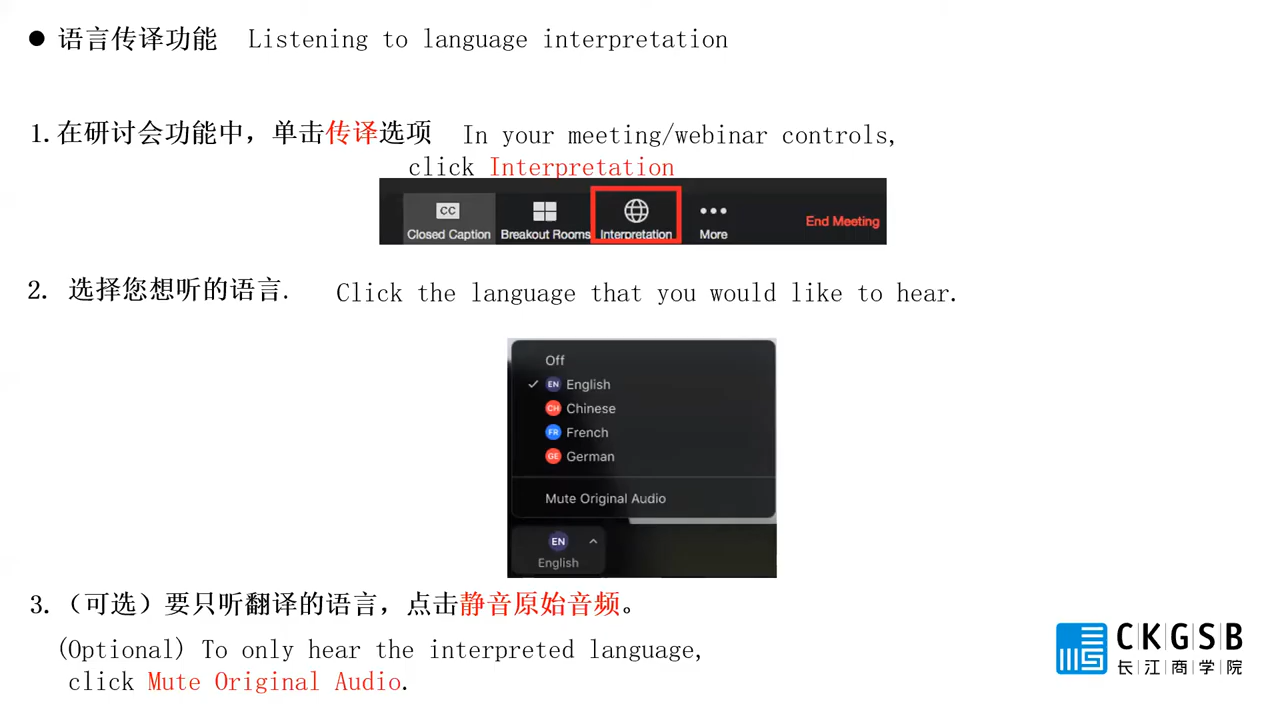 ● 语言传译功能 Listening to language interpretation
1.在研讨会功能中，单击传译选项 In your meeting/webinar controls,
click Interpretation
CC
Closed Caption Breakout Rooms Interpretation More End Meeting
2. 选择您想听的语言. Click the language that you would like to hear.
Off
EN English
CH Chinese
FR French
GE German
Mute Original Audio
EN
English
3.（可选）要只听翻译的语言，点击静音原始音频。
(Optional) To only hear the interpreted language,
click Mute Original Audio.
CKGSB
长江商学院